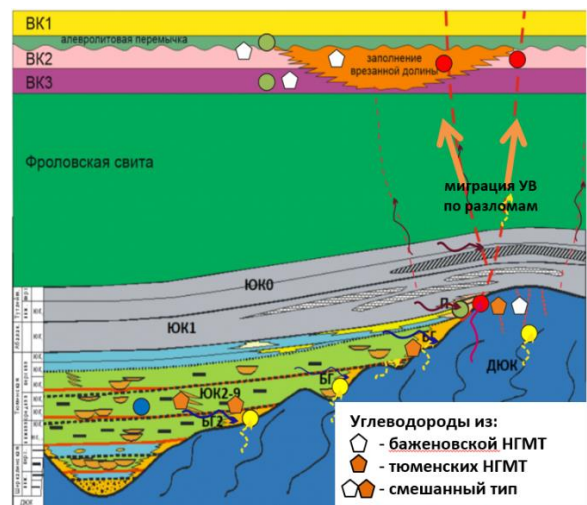 ВК1
алевролитовая перемычка
ВК2
заполнение
врезанной долины
ВК3
Фроловская свита
миграция УВ
по разломам
ЮК0
ЮК1
П
БГ
ДЮК
ЮК2-9
БГ2
Углеводороды из:
- баженовской НГМТ
- тюменских НГМТ
- смешанный тип
ДЮК